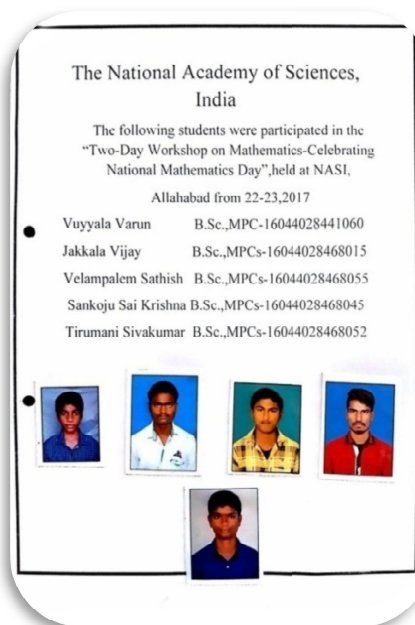 The National Academy of Sciences,
India
The following students were participated in the
“Two-Day Workshop on Mathematics-Celebrating
National Mathematics Day”,held at NASI,
Allahabad from 22-23,2017
Vuyyala Varun B.Sc.,MPC-16044028441060
Jakkala Vijay B.Sc.,MPCs-16044028468015
Velampalem Sathish B.Sc.,MPCs-16044028468055
Sankoju Sai Krishna B.Sc.,MPCs-16044028468045
Tirumani Sivakumar B.Sc.,MPCs-16044028468052